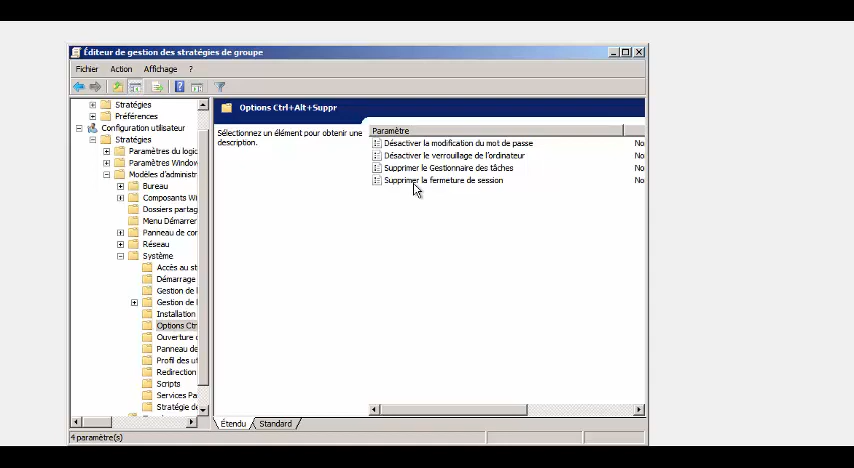 Éditeur de gestion des stratégies de groupe
Fichier Action Affichage ?
Stratégies
Préférences
Configuration utilisateur
Stratégies
Paramètres du logic
Paramètres Window
Modèles d'administr
Bureau
Composants Wi
Dossiers partag
Menu Démarrer
Panneau de cor
Réseau
Système
Accès au st
Démarrage
Gestion de l
Gestion de l
Installation
Options Ctr
Ouverture c
Panneau de
Profil des ut
Redirection
Scripts
Services Pa
Stratégie de
Options Ctrl+Alt+Suppr
Sélectionnez un élément pour obtenir une
description.
Paramètre
Désactiver la modification du mot de passe No
Désactiver le verrouillage de l'ordinateur No
Supprimer le Gestionnaire des tâches No
Supprimer la fermeture de session No
Étendu Standard
4 paramètre(s)